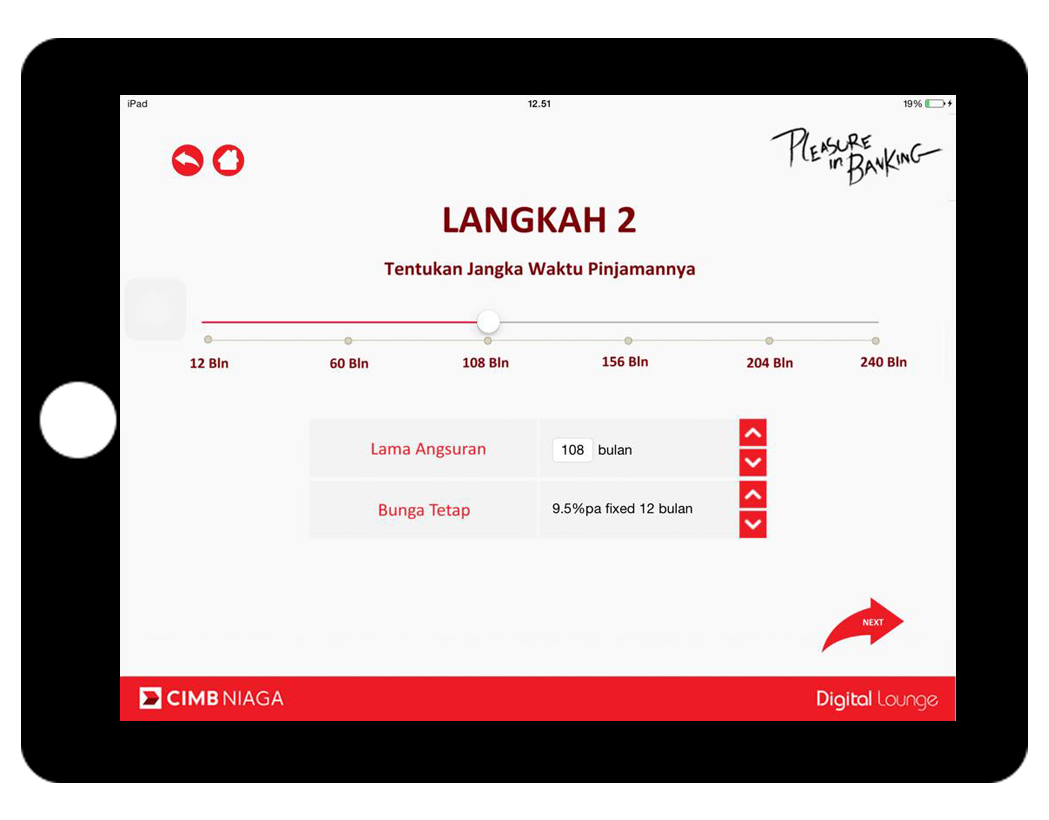 iPad 12.51 19%
PLEASURE
in BANKING
LANGKAH 2
Tentukan Jangka Waktu Pinjamannya
12 Bln 60 Bln 108 Bln 156 Bln 204 Bln 240 Bln
Lama Angsuran 108 bulan
Bunga Tetap 9.5%pa fixed 12 bulan
NEXT
CIMB NIAGA Digital Lounge